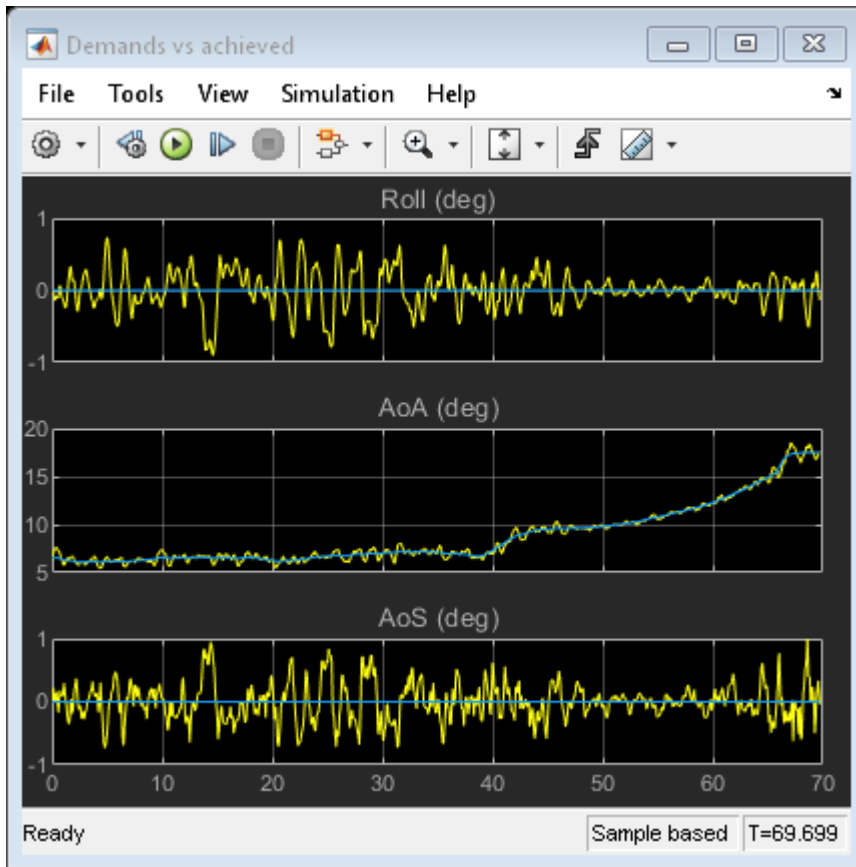 Demands vs achieved
File Tools View Simulation Help
Roll (deg)
1
0
-1
AoA (deg)
20
15
10
5
AoS (deg)
1
0
-1
0 10 20 30 40 50 60 70
Ready Sample based T=69.699